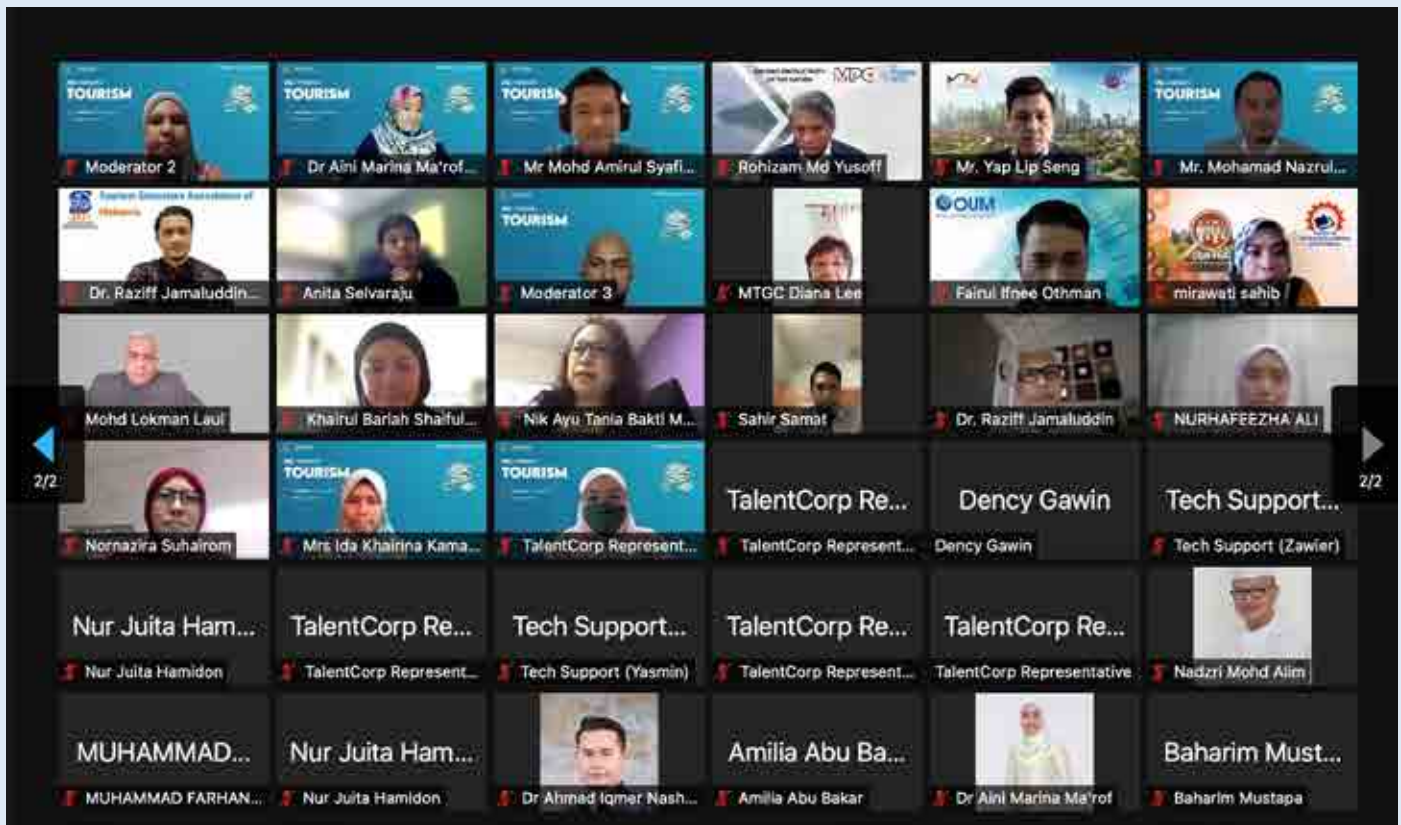 TOURISM
Moderator 2
TOURISM
Dr Aini Marina Ma'rof...
TOURISM
Mr Mohd Amirul Syafi...
MPC
Rohizam Md Yusoff
Mr. Yap Lip Seng
TOURISM
Mr. Mohamad Nazrul...
Tourism Educators Association of
Malaysia
Dr. Raziff Jamaluddin...
Anita Selvaraju
TOURISM
Moderator 3
MTGC Diana Lee
OUM
Fairul Ifnee Othman
mirawati sahib
Mohd Lokman Laui
Khairul Bariah Shaiful...
Nik Ayu Tania Bakti M...
Sahir Samat
Dr. Raziff Jamaluddin
NURHAFEEZHA ALI
2/2
2/2
Nornazira Suhairom
TOURISM
Mrs Ida Khairina Kama...
TOURISM
TalentCorp Represent...
TalentCorp Re...
TalentCorp Represent...
Dency Gawin
Dency Gawin
Tech Support...
Tech Support (Zawier)
Nur Juita Ham...
Nur Juita Hamidon
TalentCorp Re...
TalentCorp Represent...
Tech Support...
Tech Support (Yasmin)
TalentCorp Re...
TalentCorp Represent...
TalentCorp Re...
TalentCorp Representative
Nadzri Mohd Alim
MUHAMMAD...
MUHAMMAD FARHAN...
Nur Juita Ham...
Nur Juita Hamidon
Dr Ahmad Iqmer Nash...
Amilia Abu Ba...
Amilia Abu Bakar
Dr Aini Marina Ma'rof
Baharim Must...
Baharim Mustapa